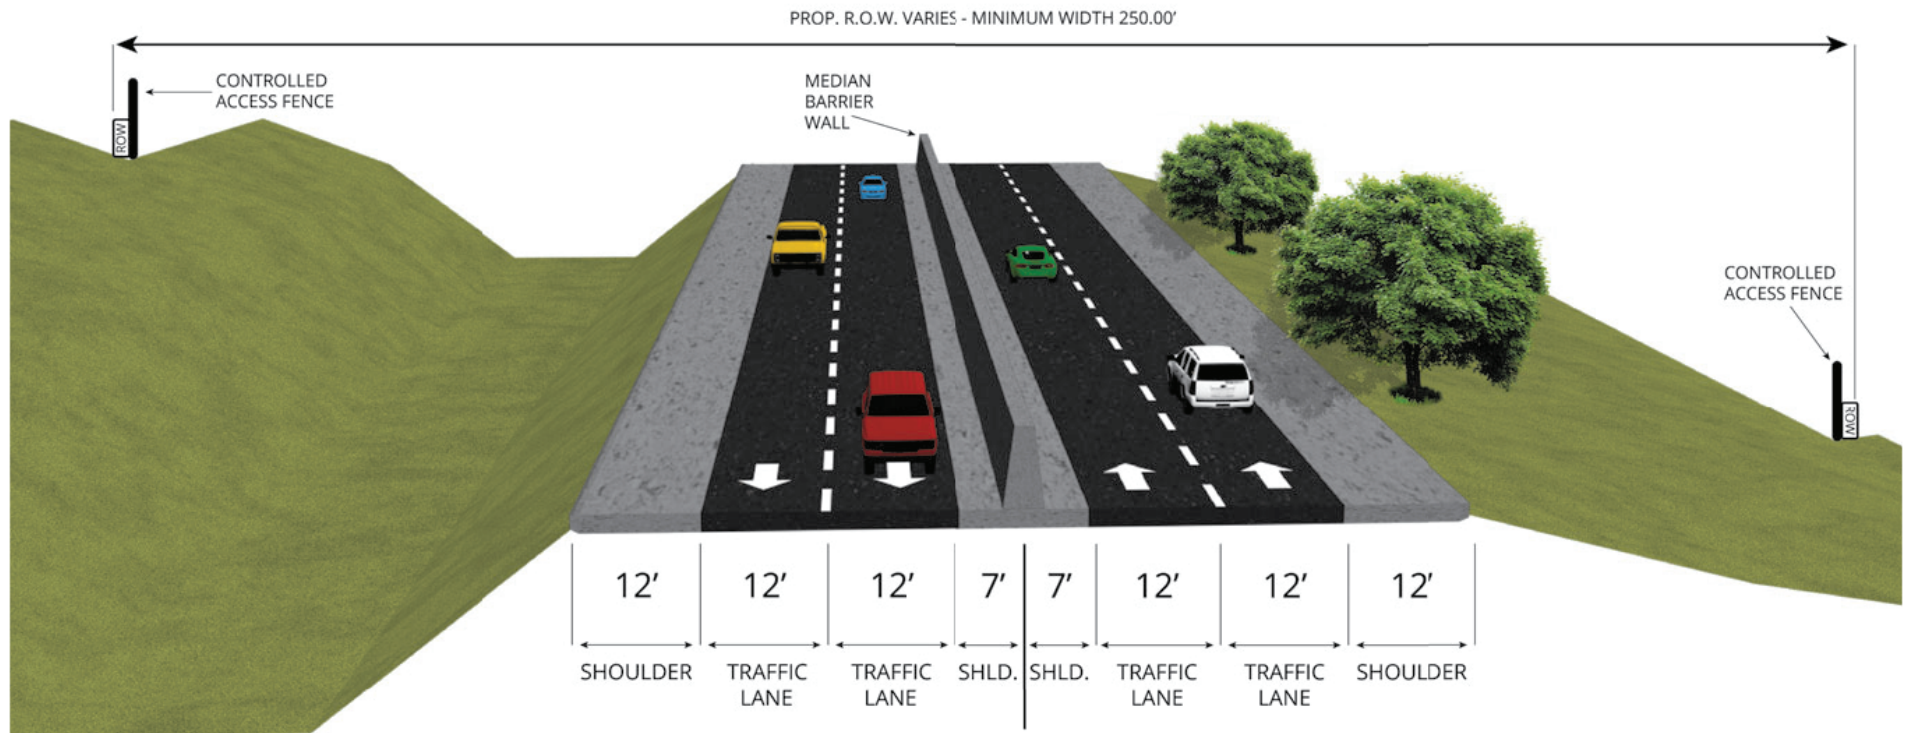 PROP. R.O.W. VARIES - MINIMUM WIDTH 250.00'
CONTROLLED
ACCESS FENCE
ROW
MEDIAN
BARRIER
WALL
CONTROLLED
ACCESS FENCE
ROW
12' 12' 12' 7' 7' 12' 12' 12'
SHOULDER TRAFFIC TRAFFIC SHLD. SHLD. TRAFFIC TRAFFIC SHOULDER
LANE LANE LANE LANE